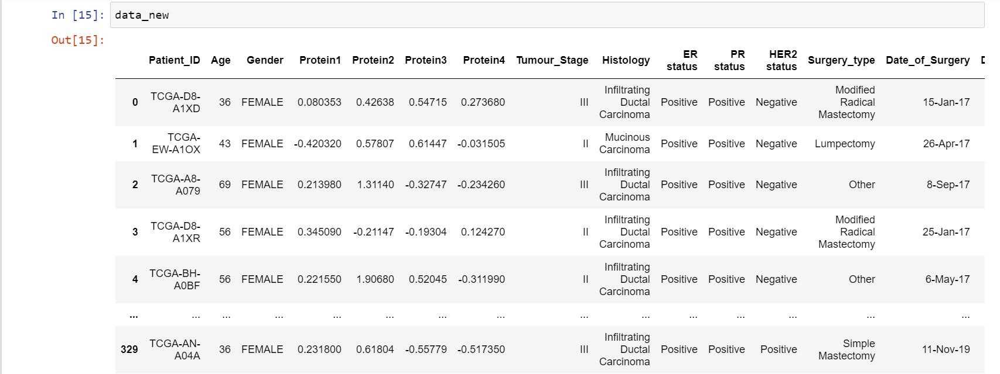 In [15]: data_new
Out[15]:
Patient_ID Age Gender Protein1 Protein2 Protein3 Protein4 Tumour_Stage Histology ER status PR status HER2 status Surgery_type Date_of_Surgery
0 TCGA-D8-A1XD 36 FEMALE 0.080353 0.42638 0.54715 0.273680 III Infiltrating Ductal Carcinoma Positive Positive Negative Modified Radical Mastectomy 15-Jan-17
1 TCGA-EW-A1OX 43 FEMALE -0.420320 0.57807 0.61447 -0.031505 II Mucinous Carcinoma Positive Positive Negative Lumpectomy 26-Apr-17
2 TCGA-A8-A079 69 FEMALE 0.213980 1.31140 -0.32747 -0.234260 III Infiltrating Ductal Carcinoma Positive Positive Negative Other 8-Sep-17
3 TCGA-D8-A1XR 56 FEMALE 0.345090 -0.21147 -0.19304 0.124270 II Infiltrating Ductal Carcinoma Positive Positive Negative Modified Radical Mastectomy 25-Jan-17
4 TCGA-BH-A0BF 56 FEMALE 0.221550 1.90680 0.52045 -0.311990 II Infiltrating Ductal Carcinoma Positive Positive Negative Other 6-May-17
... ... ... ... ... ... ... ... ... ... ... ... ... ... ...
329 TCGA-AN-A04A 36 FEMALE 0.231800 0.61804 -0.55779 -0.517350 III Infiltrating Ductal Carcinoma Positive Positive Positive Simple Mastectomy 11-Nov-19